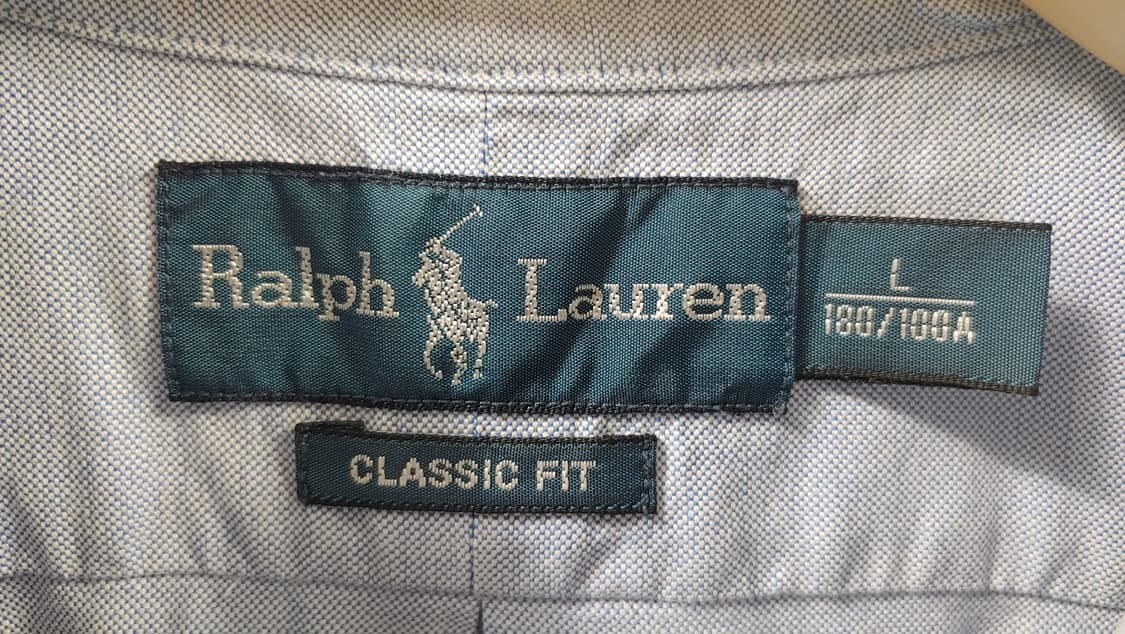 Ralph Lauren
L
180/100A
CLASSIC FIT